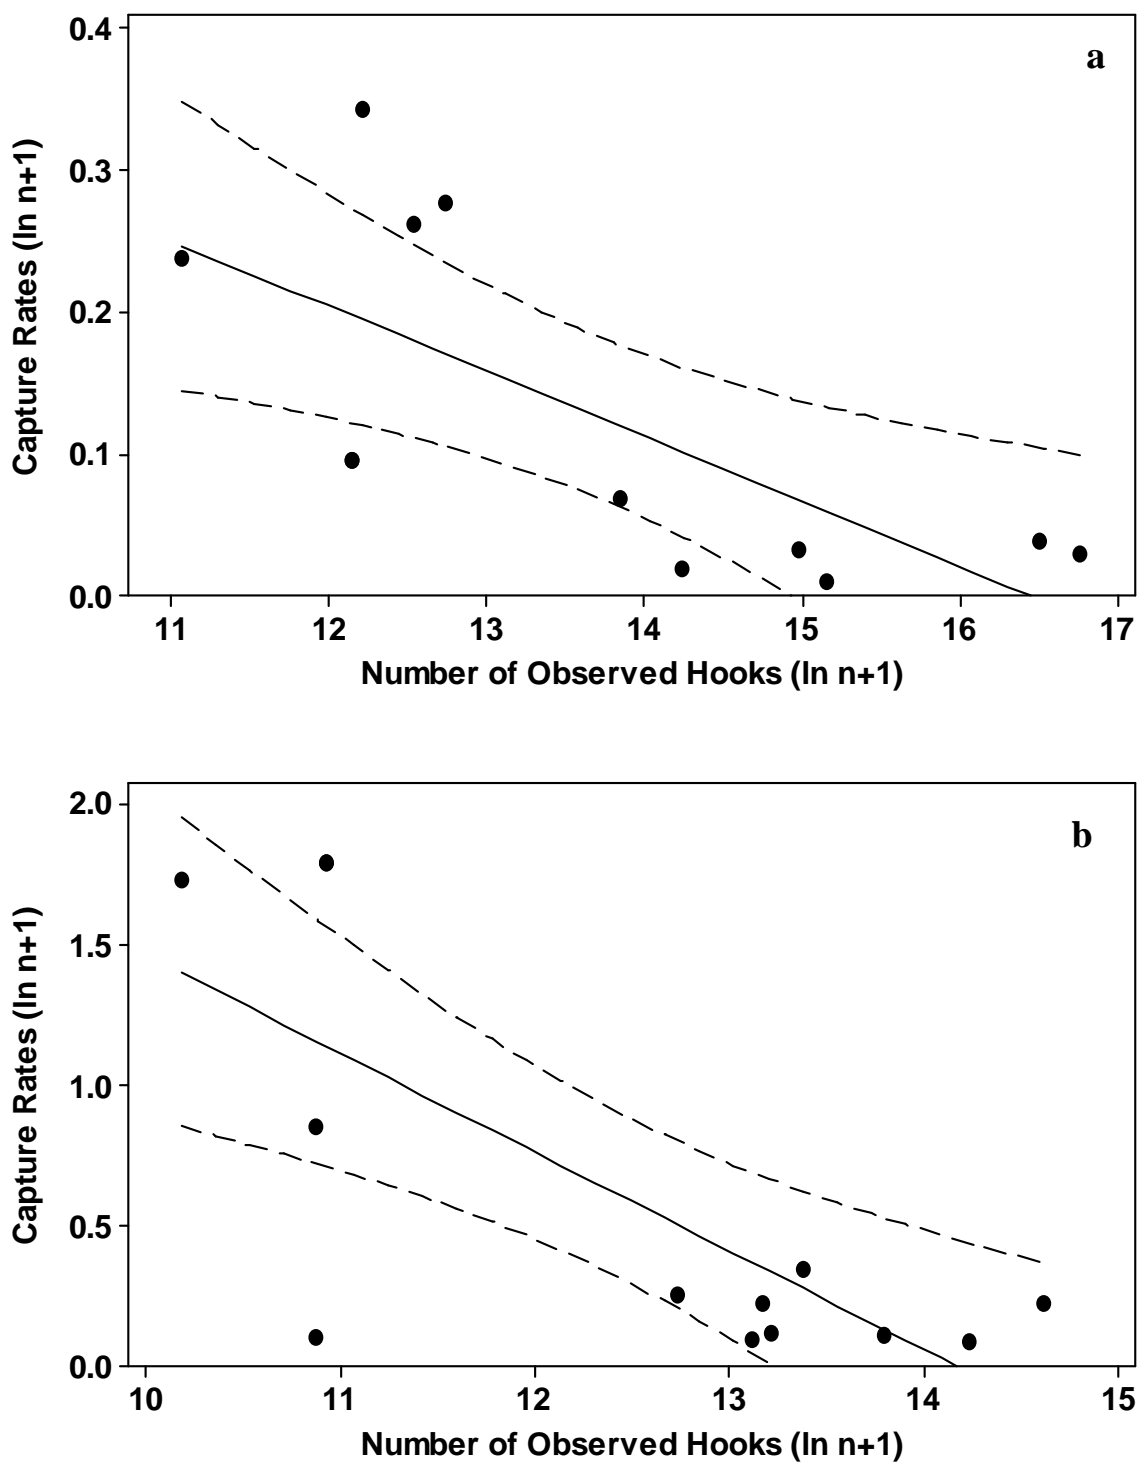 a
0.4
0.3
0.2
0.1
0.0
Capture Rates (ln n+1)
11 12 13 14 15 16 17
Number of Observed Hooks (ln n+1)
b
2.0
1.5
1.0
0.5
0.0
Capture Rates (ln n+1)
10 11 12 13 14 15
Number of Observed Hooks (ln n+1)